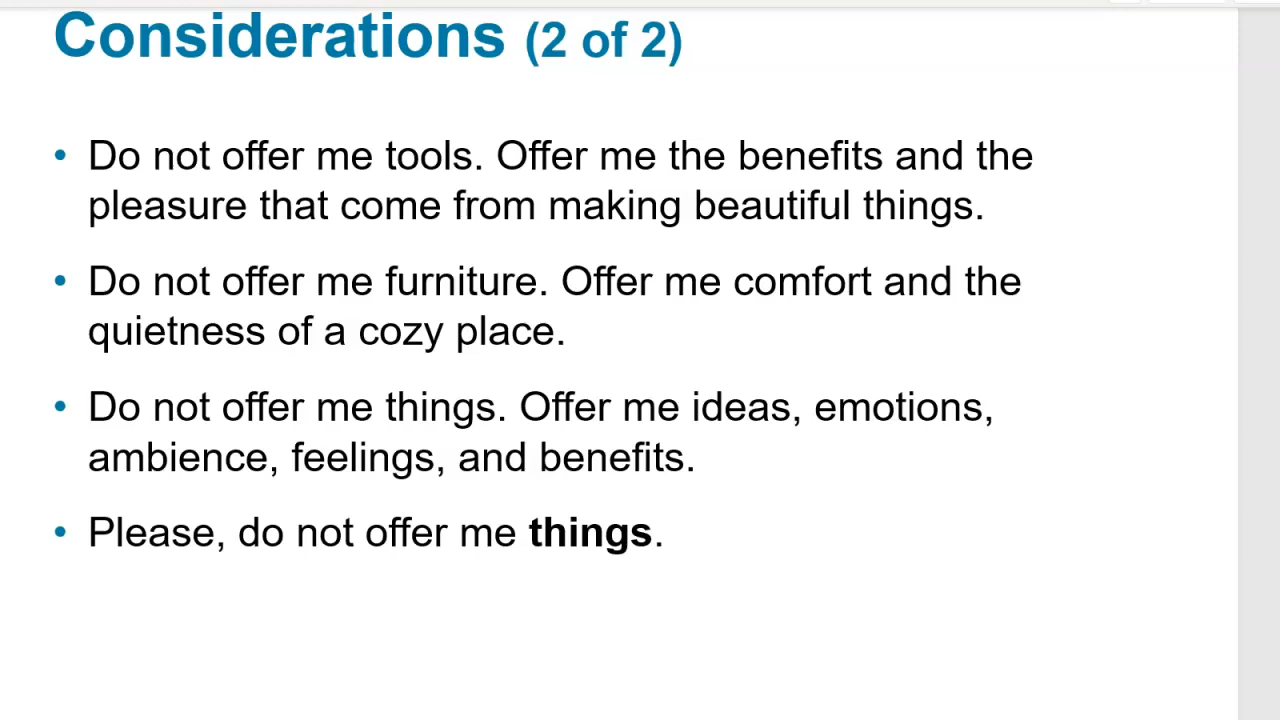 Considerations (2 of 2)
• Do not offer me tools. Offer me the benefits and the
pleasure that come from making beautiful things.
• Do not offer me furniture. Offer me comfort and the
quietness of a cozy place.
• Do not offer me things. Offer me ideas, emotions,
ambience, feelings, and benefits.
• Please, do not offer me things.